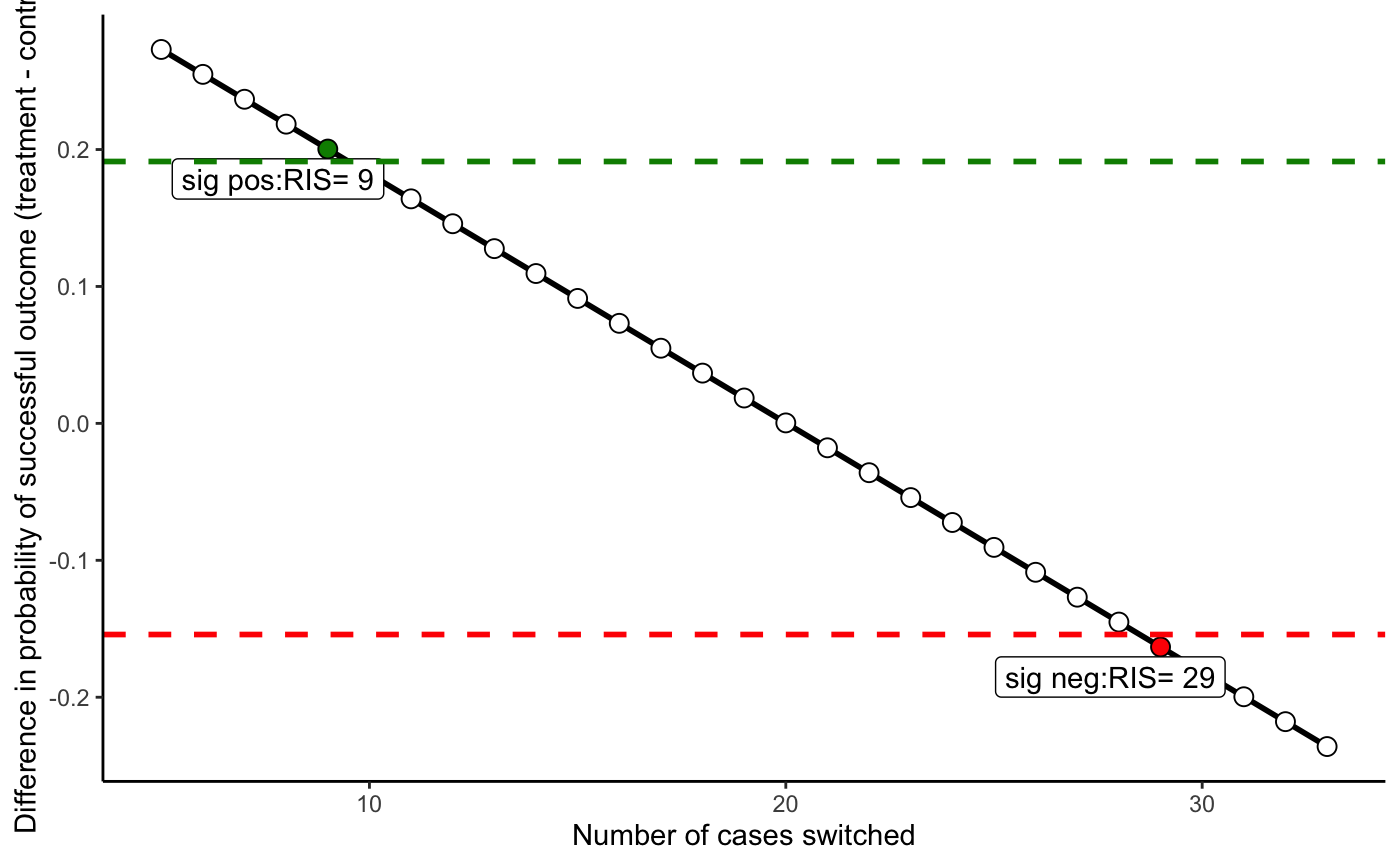 Difference in probability of successful outcome (treatment - contr
0.2
0.1
0.0
-0.1
-0.2
sig pos:RIS= 9
sig neg:RIS= 29
10 20 30
Number of cases switched